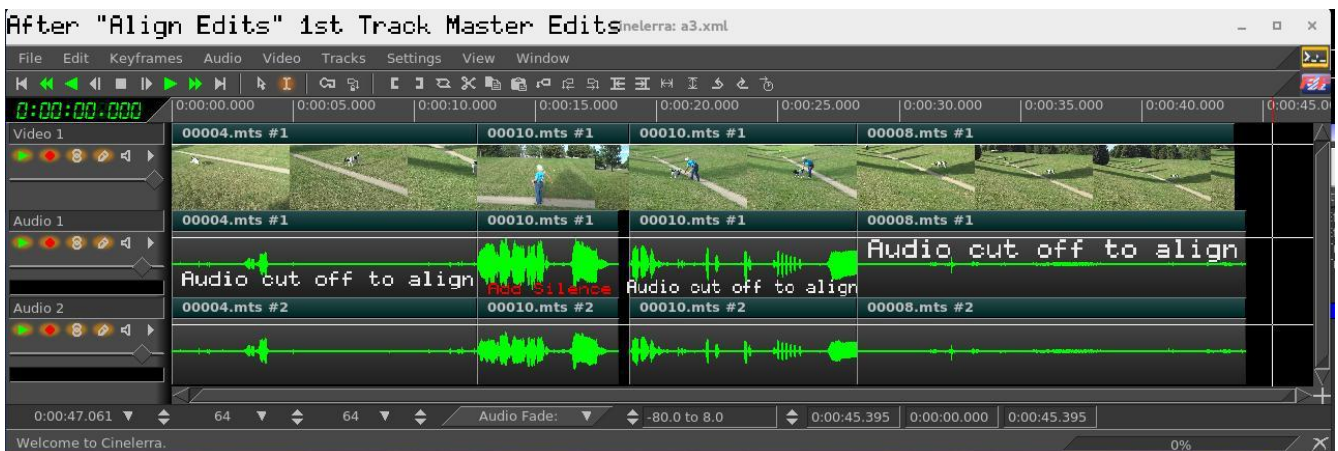 After "Align Edits" 1st Track Master Edits
inelerra: a3.xml
File Edit Keyframes Audio Video Tracks Settings View Window
0:00:00.000
0:00:00.000 0:00:05.000 0:00:10.000 0:00:15.000 0:00:20.000 0:00:25.000 0:00:30.000 0:00:35.000 0:00:40.000 0:00:45.0
Video 1
00004.mts #1 00010.mts #1 00010.mts #1 00008.mts #1
Audio 1
00004.mts #1 00010.mts #1 00010.mts #1 00008.mts #1
Audio cut off to align
Audio cut off to align Add Silence Audio cut off to align
Audio 2
00004.mts #2 00010.mts #2 00010.mts #2 00008.mts #2
0:00:47.061 64 64 Audio Fade: -80.0 to 8.0 0:00:45.395 0:00:00.000 0:00:45.395
Welcome to Cinelerra. 0%